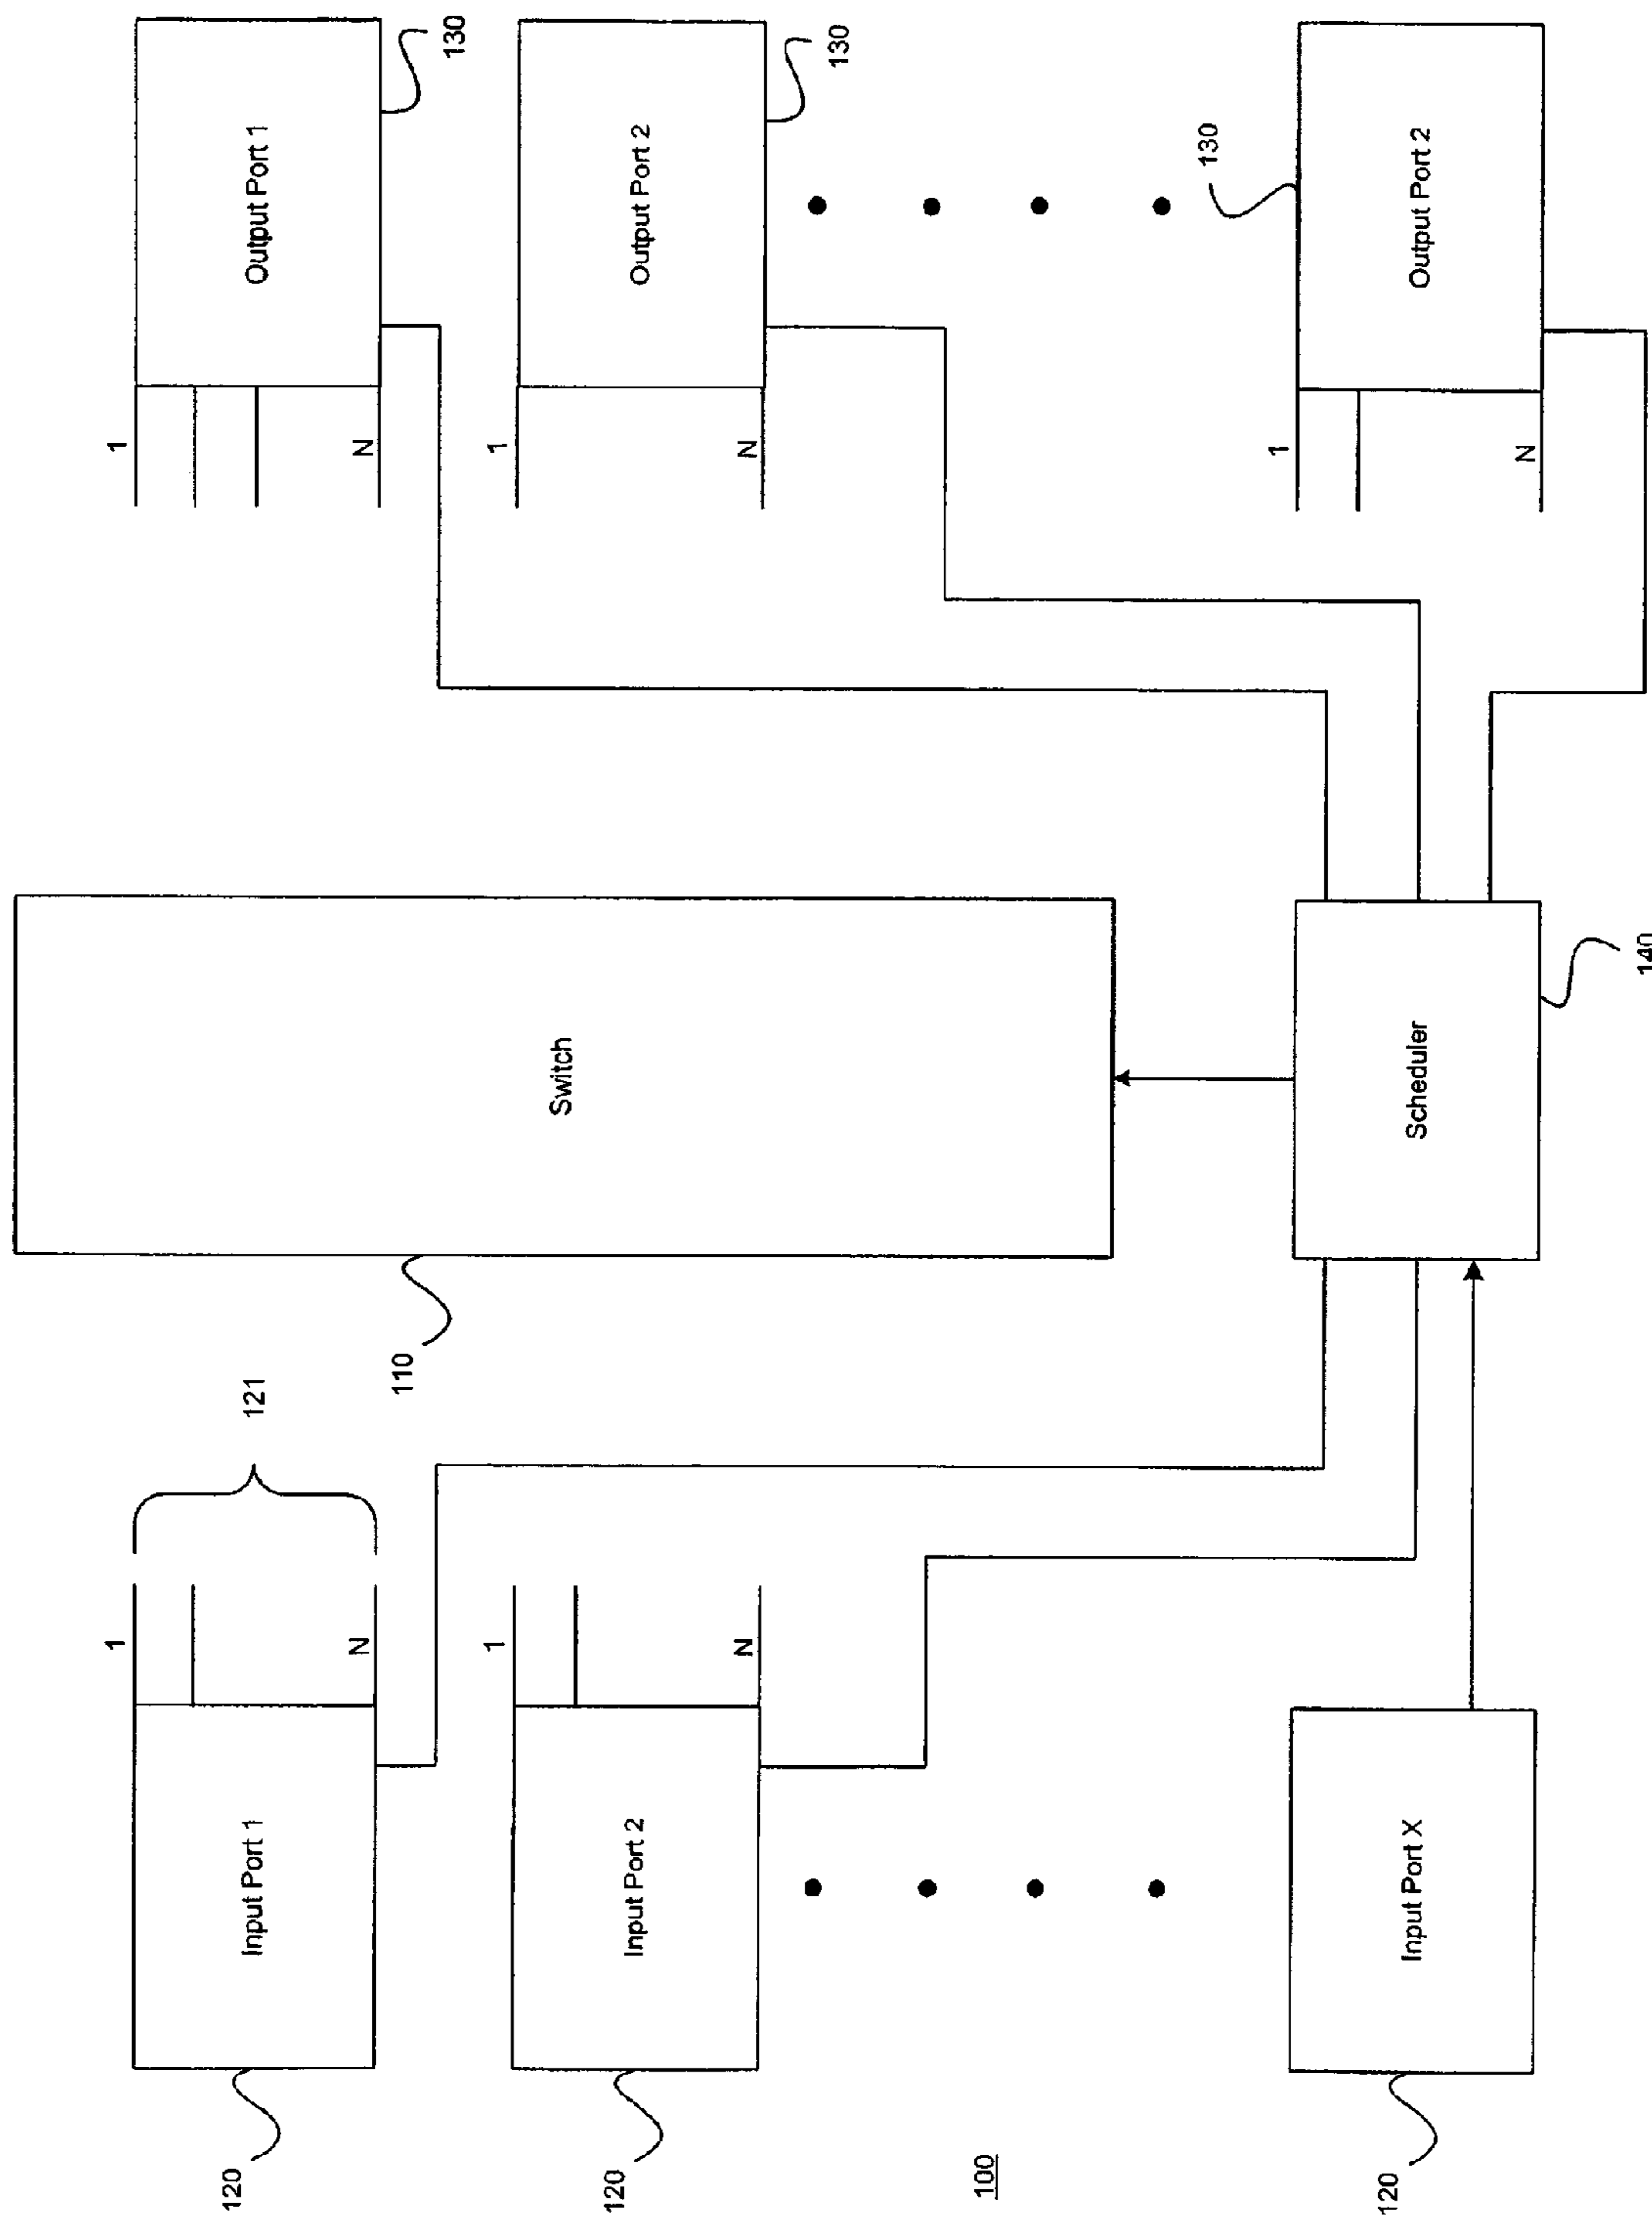 121
1
N
Input Port 1
120
1
N
Input Port 2
120
100
Input Port X
120
110
Switch
Scheduler
140
1
N
Output Port 1
130
1
N
Output Port 2
130
1
N
Output Port 2
130